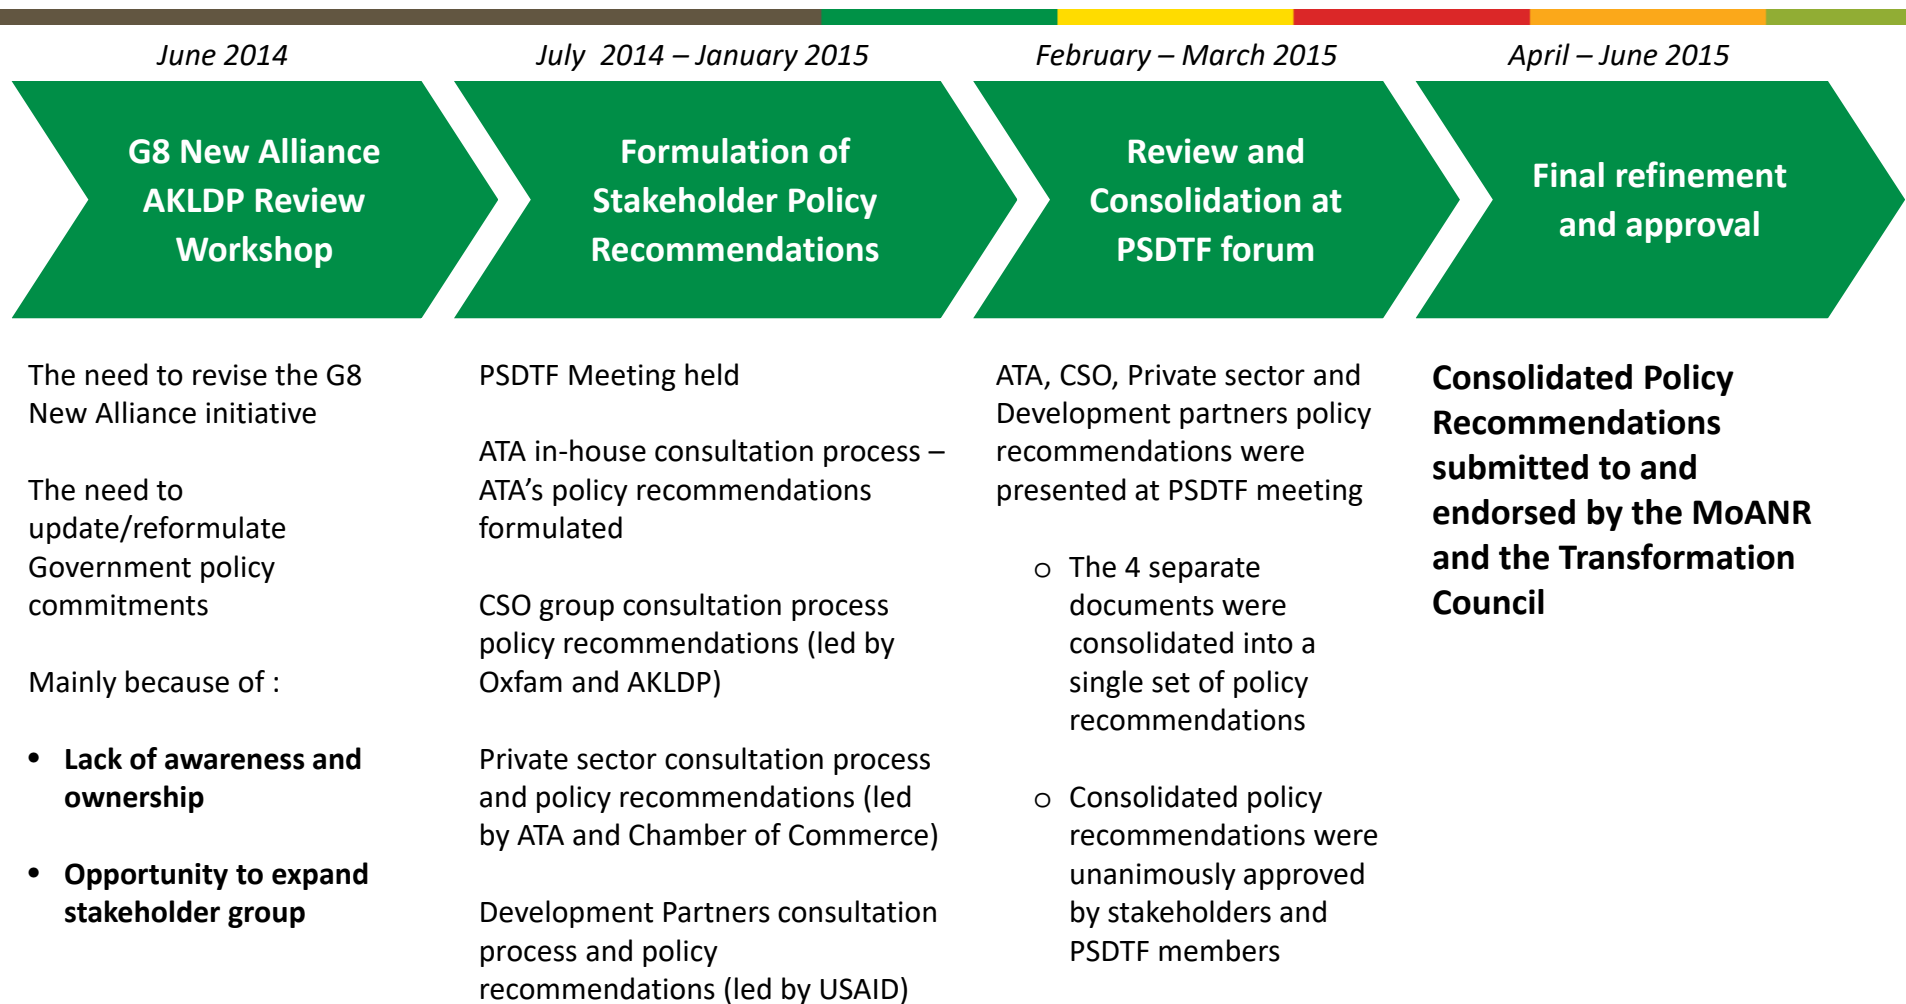 June 2014
G8 New Alliance
AKLDP Review
Workshop
The need to revise the G8
New Alliance initiative
The need to
update/reformulate
Government policy
commitments
Mainly because of :
• Lack of awareness and
ownership
• Opportunity to expand
stakeholder group
July 2014 – January 2015
Formulation of
Stakeholder Policy
Recommendations
PSDTF Meeting held
ATA in-house consultation process –
ATA’s policy recommendations
formulated
CSO group consultation process
policy recommendations (led by
Oxfam and AKLDP)
Private sector consultation process
and policy recommendations (led
by ATA and Chamber of Commerce)
Development Partners consultation
process and policy
recommendations (led by USAID)
February – March 2015
Review and
Consolidation at
PSDTF forum
ATA, CSO, Private sector and
Development partners policy
recommendations were
presented at PSDTF meeting
o The 4 separate
documents were
consolidated into a
single set of policy
recommendations
o Consolidated policy
recommendations were
unanimously approved
by stakeholders and
PSDTF members
April – June 2015
Final refinement
and approval
Consolidated Policy
Recommendations
submitted to and
endorsed by the MoANR
and the Transformation
Council